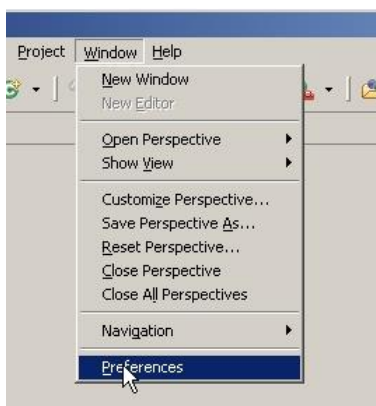 Project Window Help
New Window
New Editor
Open Perspective
Show View
Customize Perspective...
Save Perspective As...
Reset Perspective...
Close Perspective
Close All Perspectives
Navigation
Preferences